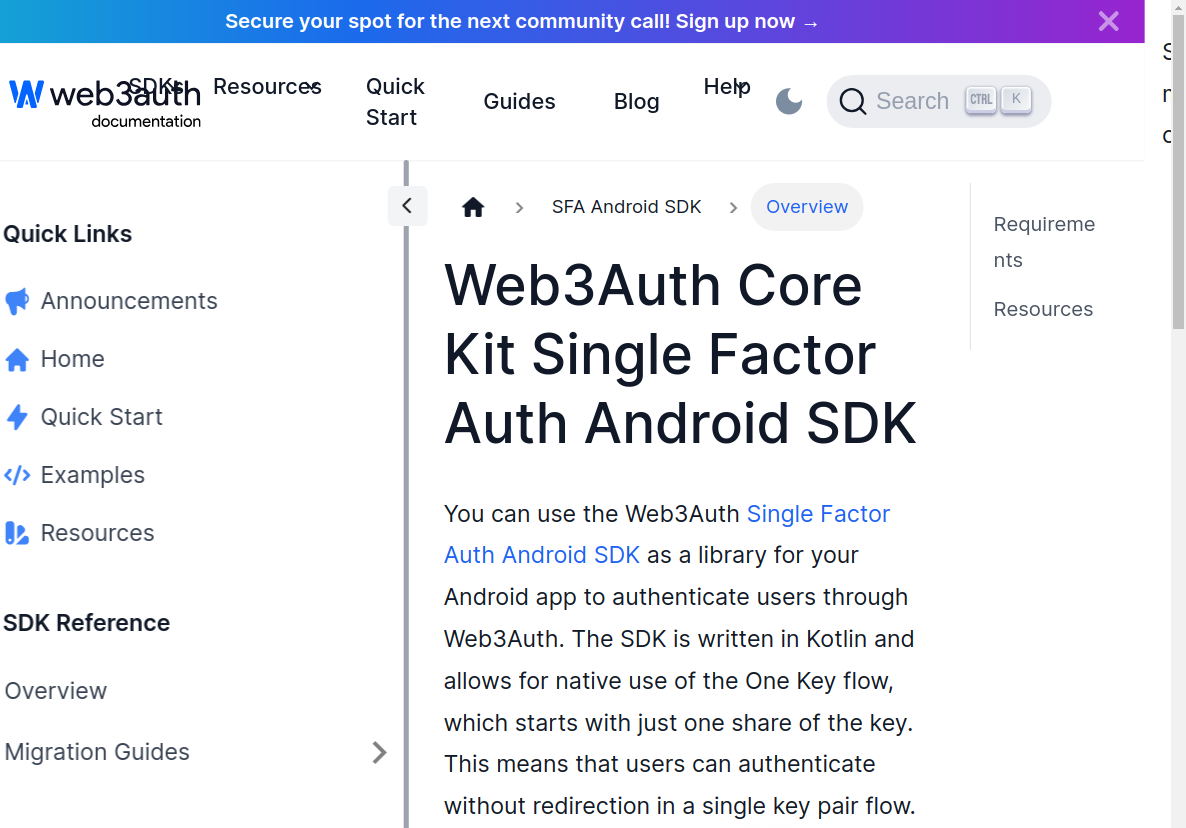 Secure your spot for the next community call! Sign up now →
web3auth
documentation
SDKs
Resources
Quick
Start
Guides
Blog
Help
Search
CTRL
K
Quick Links
Announcements
Home
Quick Start
Examples
Resources
SDK Reference
Overview
Migration Guides
SFA Android SDK
Overview
Web3Auth Core
Kit Single Factor
Auth Android SDK
You can use the Web3Auth Single Factor
Auth Android SDK as a library for your
Android app to authenticate users through
Web3Auth. The SDK is written in Kotlin and
allows for native use of the One Key flow,
which starts with just one share of the key.
This means that users can authenticate
without redirection in a single key pair flow.
Requireme
nts
Resources